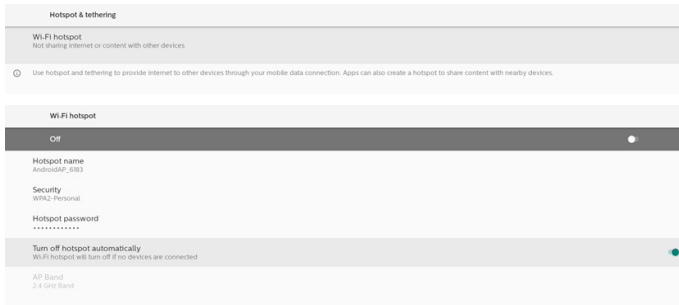 Hotspot & tethering
Wi-Fi hotspot
Not sharing internet or content with other devices
Use hotspot and tethering to provide internet to other devices through your mobile data connection. Apps can also create a hotspot to share content with nearby devices.
Wi-Fi hotspot
Off
Hotspot name
AndroidAP_6183
Security
WPA2-Personal
Hotspot password
••••••••••••
Turn off hotspot automatically
Wi-Fi hotspot will turn off if no devices are connected
AP Band
2.4 GHz Band